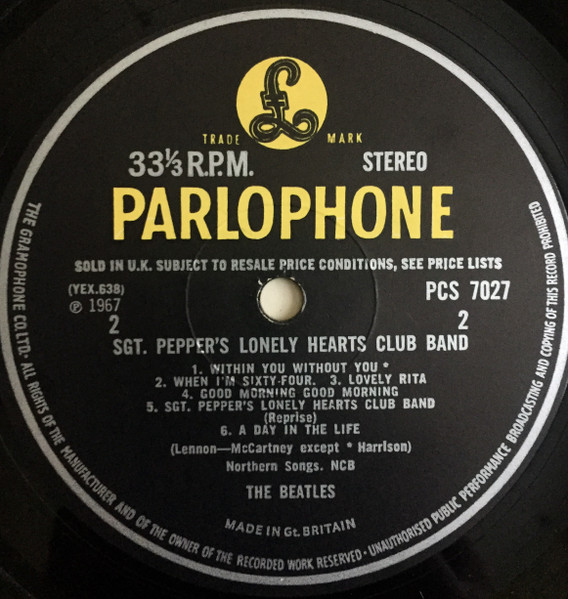 £
TRADE MARK
33⅓ R.P.M. STEREO
PARLOPHONE
SOLD IN U.K. SUBJECT TO RESALE PRICE CONDITIONS, SEE PRICE LISTS
(YEX.638) PCS 7027
℗ 1967
2 2
SGT. PEPPER'S LONELY HEARTS CLUB BAND
1. WITHIN YOU WITHOUT YOU *
2. WHEN I'M SIXTY-FOUR. 3. LOVELY RITA
4. GOOD MORNING GOOD MORNING
5. SGT. PEPPER'S LONELY HEARTS CLUB BAND
(Reprise)
6. A DAY IN THE LIFE
(Lennon—McCartney except * Harrison)
Northern Songs. NCB
THE BEATLES
MADE IN Gt. BRITAIN
THE GRAMOPHONE CO. LTD. · ALL RIGHTS OF THE MANUFACTURER AND OF THE OWNER OF THE RECORDED WORK RESERVED · UNAUTHORISED PUBLIC PERFORMANCE BROADCASTING AND COPYING OF THIS RECORD PROHIBITED